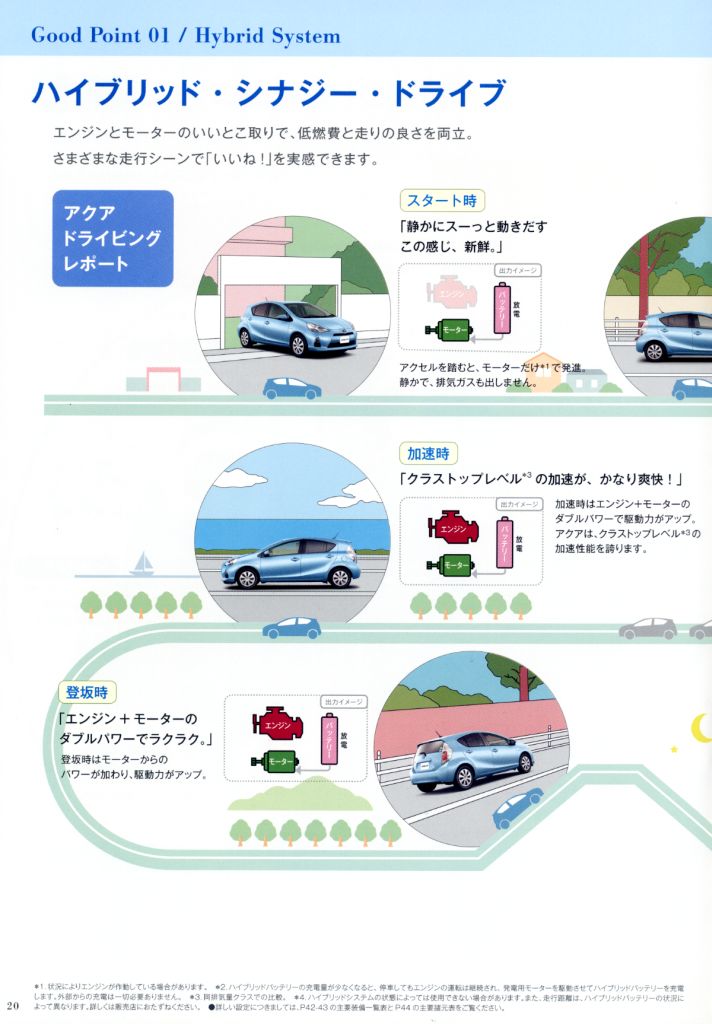 Good Point 01 / Hybrid System
ハイブリッド・シナジー・ドライブ
エンジンとモーターのいいとこ取りで、低燃費と走りの良さを両立。
さまざまな走行シーンで「いいね！」を実感できます。
アクア
ドライビング
レポート
スタート時
「静かにスーっと動きだす
この感じ、新鮮。」
出力イメージ
エンジン
バッテリー
放電
モーター
アクセルを踏むと、モーターだけ*1で発進。
静かで、排気ガスも出しません。
加速時
「クラストップレベル*3の加速が、かなり爽快！」
出力イメージ
エンジン
バッテリー
放電
モーター
加速時はエンジン+モーターの
ダブルパワーで駆動力がアップ。
アクアは、クラストップレベル*3の
加速性能を誇ります。
登坂時
「エンジン+モーターの
ダブルパワーでラクラク。」
登坂時はモーターからの
パワーが加わり、駆動力がアップ。
出力イメージ
エンジン
バッテリー
放電
モーター
*1. 状況によりエンジンが作動している場合があります。 *2. ハイブリッドバッテリーの充電量が少なくなると、停車してもエンジンの運転は継続され、発電用モーターを駆動させてハイブリッドバッテリーを充電
します。外部からの充電は一切必要ありません。 *3. 同排気量クラスでの比較。 *4. ハイブリッドシステムの状態によっては使用できない場合があります。また、走行距離は、ハイブリッドバッテリーの状況に
よって異なります。詳しくは販売店におたずねください。 ●詳しい設定につきましては、P.42-43の主要装備一覧表とP44の主要諸元表をご覧ください。
20